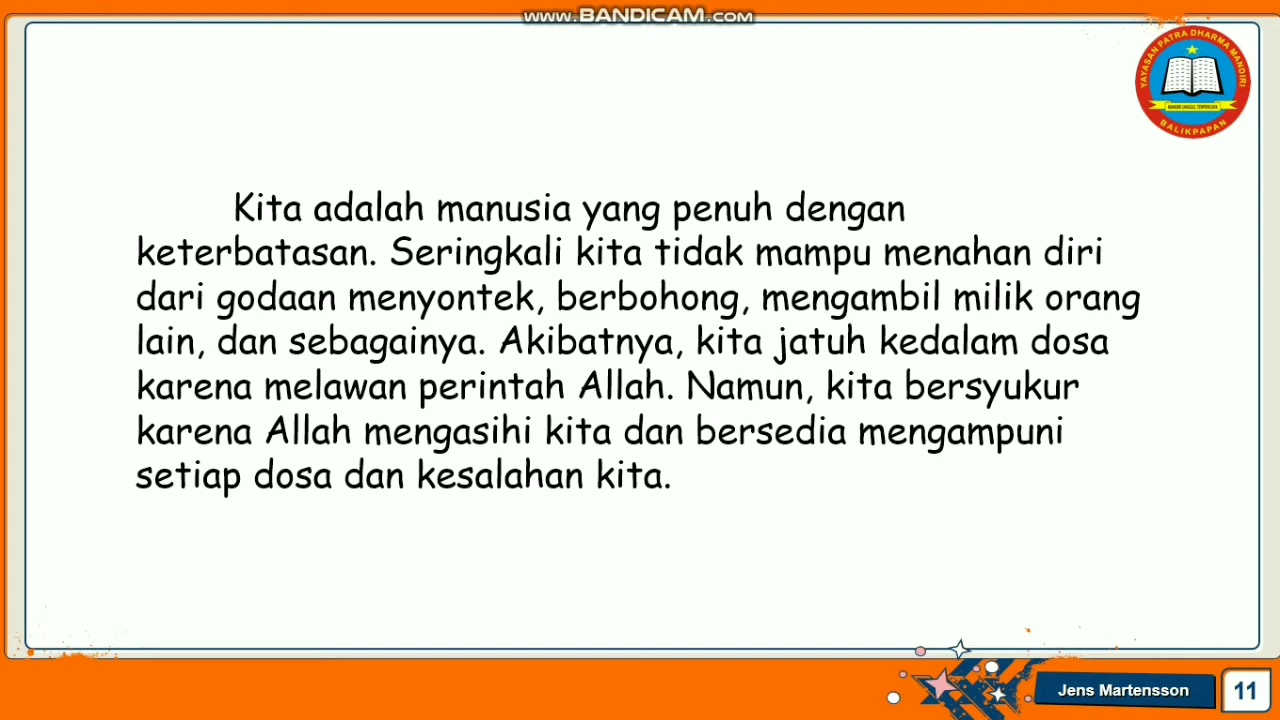 www.BANDICAM.com
YAYASAN PATRA DHARMA MANDIRI
MANDIRI UNGGUL TERPERCAYA
BALIKPAPAN
Kita adalah manusia yang penuh dengan
keterbatasan. Seringkali kita tidak mampu menahan diri
dari godaan menyontek, berbohong, mengambil milik orang
lain, dan sebagainya. Akibatnya, kita jatuh kedalam dosa
karena melawan perintah Allah. Namun, kita bersyukur
karena Allah mengasihi kita dan bersedia mengampuni
setiap dosa dan kesalahan kita.
Jens Martensson
11